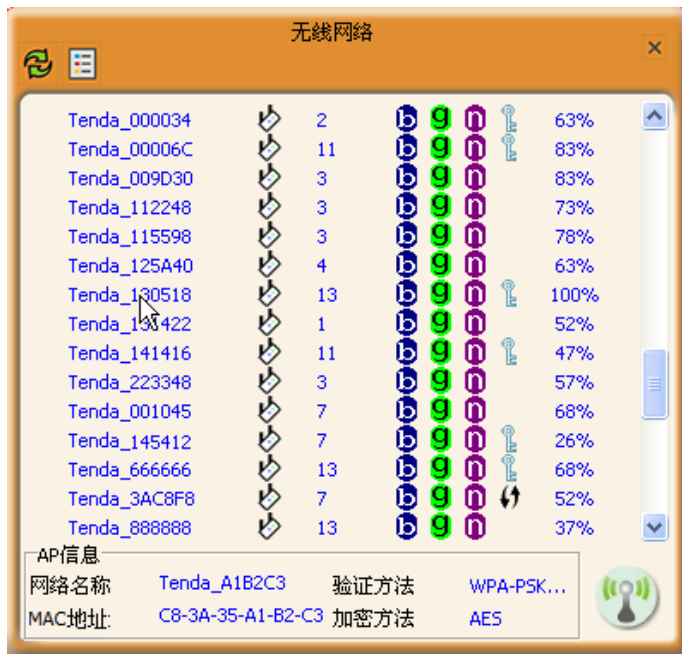 无线网络
Tenda_000034 2 b g n 63%
Tenda_00006C 11 b g n 83%
Tenda_009D30 3 b g n 83%
Tenda_112248 3 b g n 73%
Tenda_115598 3 b g n 78%
Tenda_125A40 4 b g n 63%
Tenda_130518 13 b g n 100%
1 b g n 52%
Tenda_141416 11 b g n 47%
Tenda_223348 3 b g n 57%
Tenda_001045 7 b g n 68%
Tenda_145412 7 b g n 26%
Tenda_666666 13 b g n 68%
Tenda_3AC8F8 7 b g n 52%
Tenda_888888 13 b g n 37%
AP信息
网络名称 Tenda_A1B2C3 验证方法 WPA-PSK...
MAC地址: C8-3A-35-A1-B2-C3 加密方法 AES